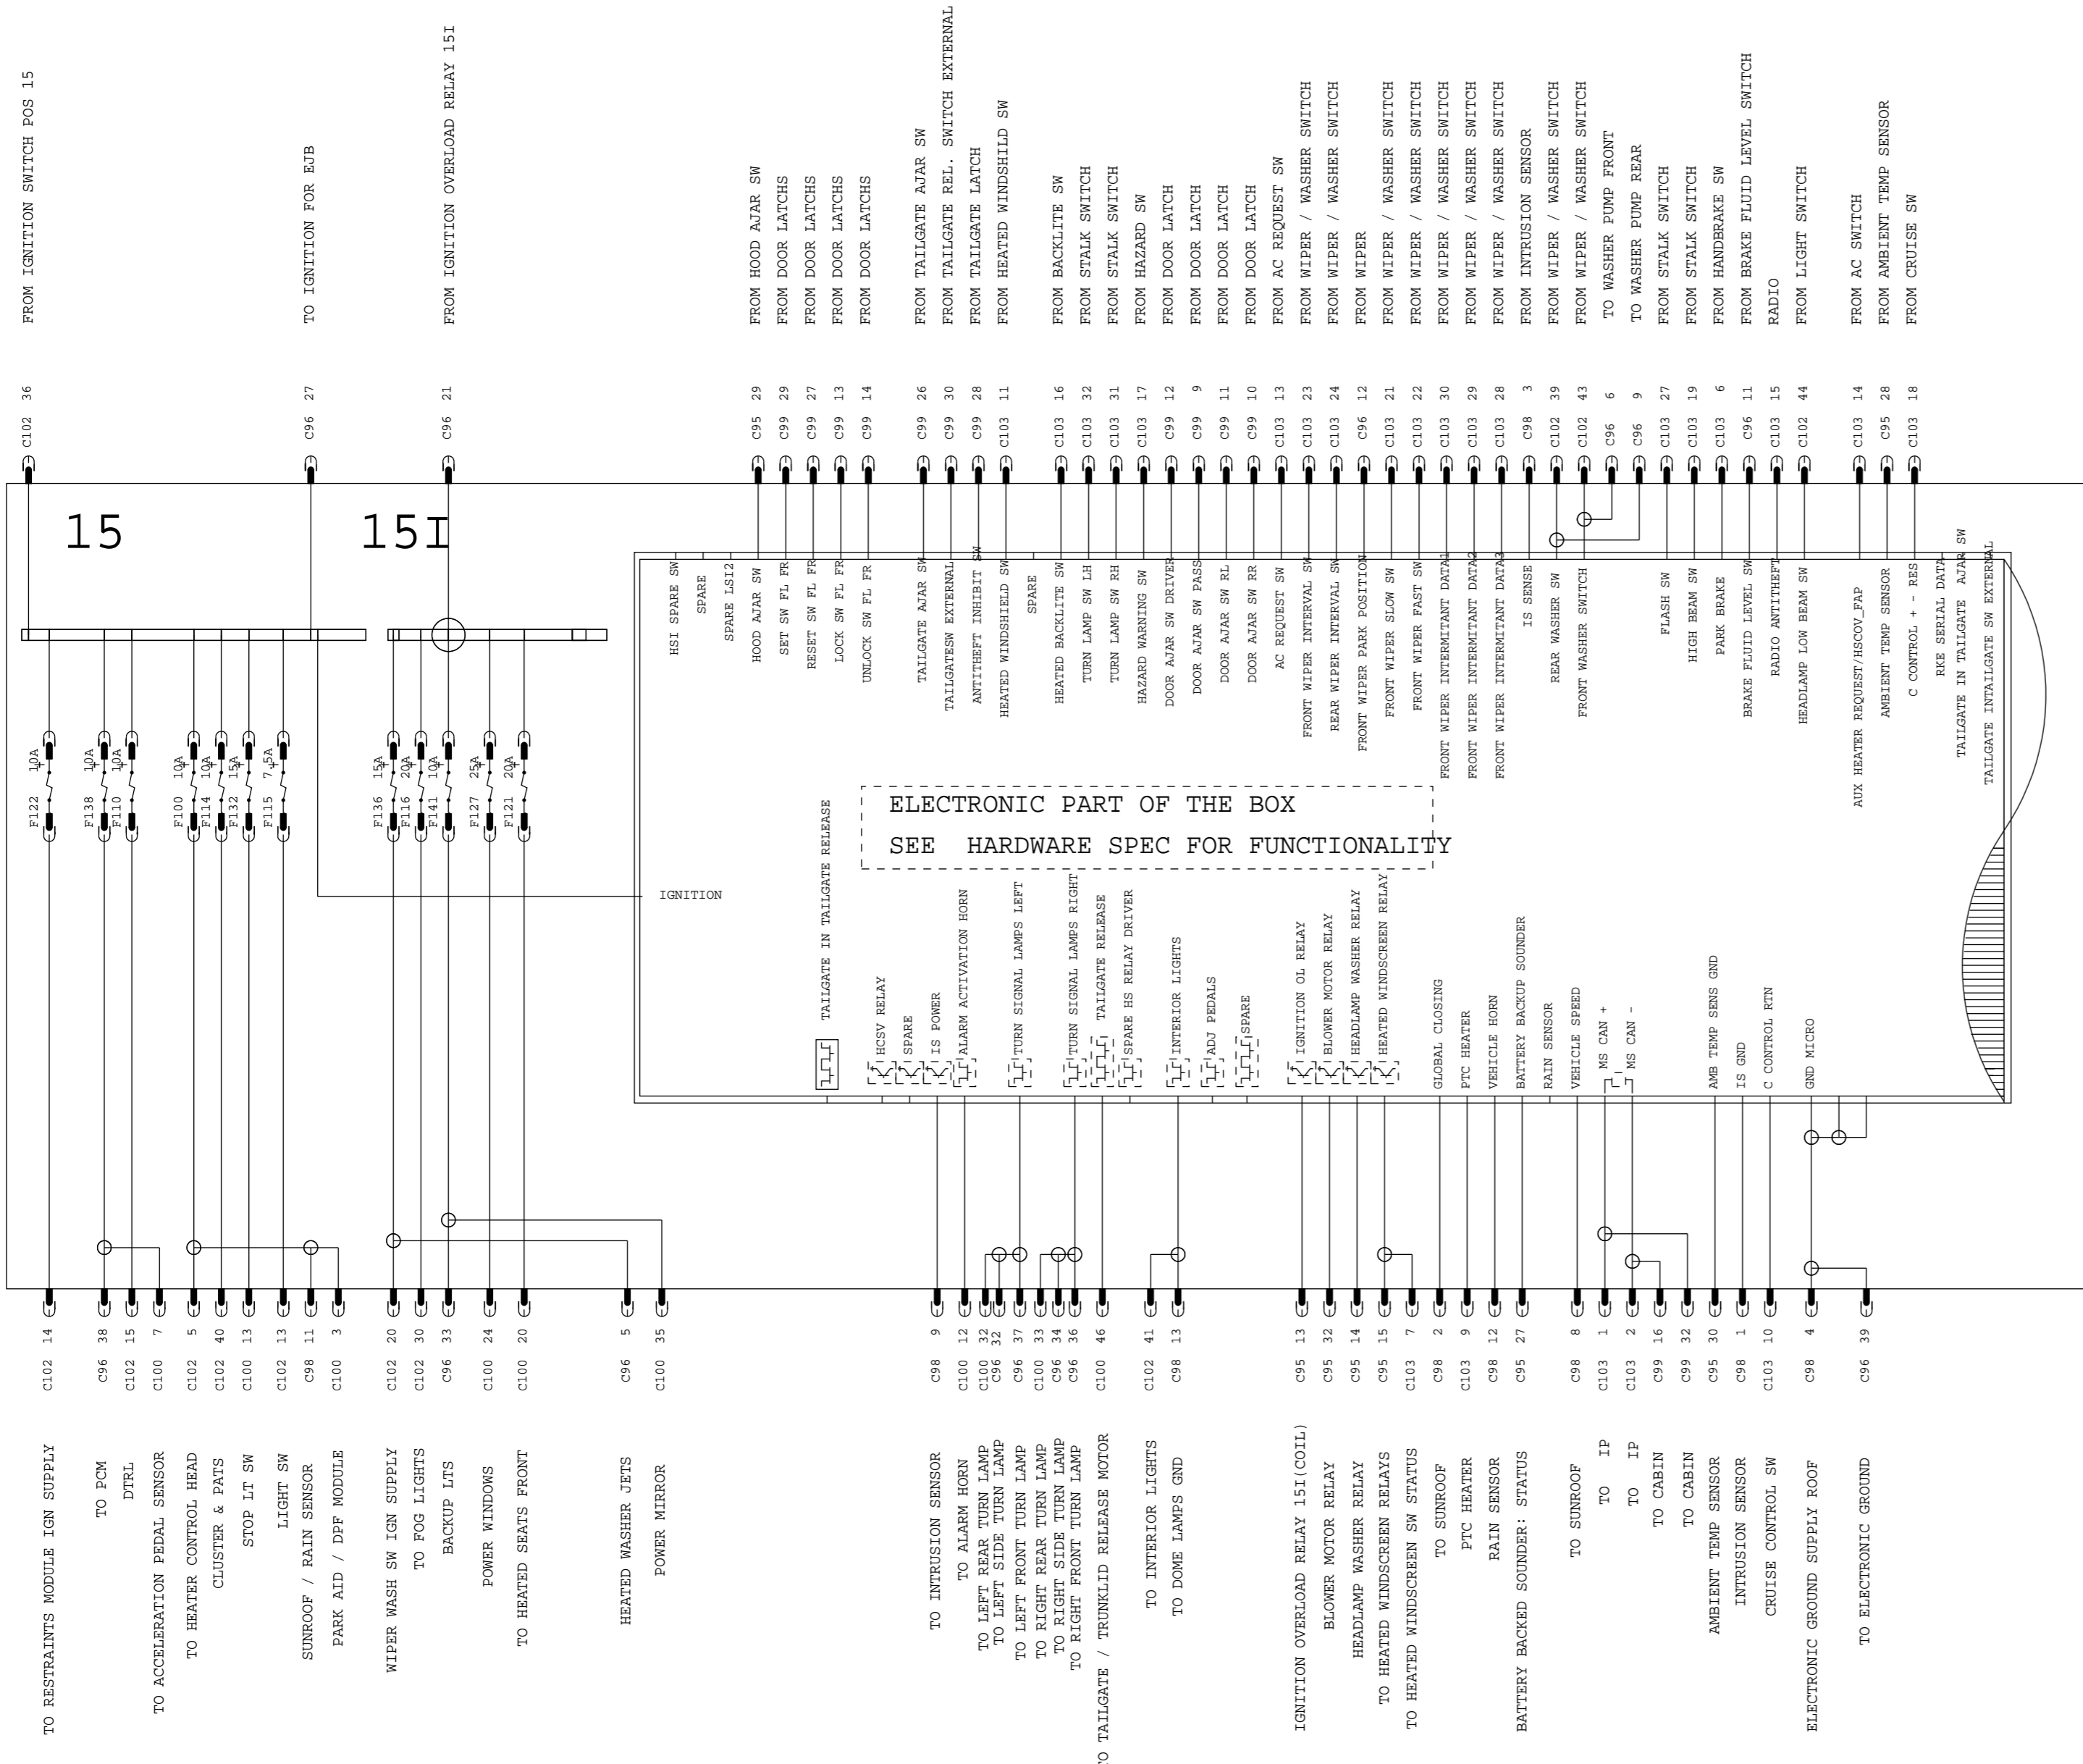 FROM IGNITION SWITCH POS 15
TO IGNITION FOR EJB
FROM IGNITION OVERLOAD RELAY 15I
FROM HOOD AJAR SW
FROM DOOR LATCHS
FROM DOOR LATCHS
FROM DOOR LATCHS
FROM DOOR LATCHS
FROM TAILGATE AJAR SW
FROM TAILGATE REL. SWITCH EXTERNAL
FROM TAILGATE LATCH
FROM HEATED WINDSHILD SW
FROM BACKLITE SW
FROM STALK SWITCH
FROM STALK SWITCH
FROM HAZARD SW
FROM DOOR LATCH
FROM DOOR LATCH
FROM DOOR LATCH
FROM DOOR LATCH
FROM AC REQUEST SW
FROM WIPER / WASHER SWITCH
FROM WIPER / WASHER SWITCH
FROM WIPER
FROM WIPER / WASHER SWITCH
FROM WIPER / WASHER SWITCH
FROM WIPER / WASHER SWITCH
FROM WIPER / WASHER SWITCH
FROM WIPER / WASHER SWITCH
FROM INTRUSION SENSOR
FROM WIPER / WASHER SWITCH
FROM WIPER / WASHER SWITCH
TO WASHER PUMP FRONT
TO WASHER PUMP REAR
FROM STALK SWITCH
FROM STALK SWITCH
FROM HANDBRAKE SW
FROM BRAKE FLUID LEVEL SWITCH
RADIO
FROM LIGHT SWITCH
FROM AC SWITCH
FROM AMBIENT TEMP SENSOR
FROM CRUISE SW
C102 36
C96 27
C96 21
C95 29
C99 29
C99 27
C99 13
C99 14
C99 26
C99 30
C99 28
C103 11
C103 16
C103 32
C103 31
C103 17
C99 12
C99 9
C99 11
C99 10
C103 13
C103 23
C103 24
C96 12
C103 21
C103 22
C103 30
C103 29
C103 28
C98 3
C102 39
C102 43
C96 6
C96 9
C103 27
C103 19
C103 6
C96 11
C103 15
C102 44
C103 14
C95 28
C103 18
15
15I
HSI SPARE SW
SPARE
SPARE LSI2
HOOD AJAR SW
SET SW FL FR
RESET SW FL FR
LOCK SW FL FR
UNLOCK SW FL FR
TAILGATE AJAR SW
TAILGATESW EXTERNAL
ANTITHEFT INHIBIT SW
HEATED WINDSHIELD SW
SPARE
HEATED BACKLITE SW
TURN LAMP SW LH
TURN LAMP SW RH
HAZARD WARNING SW
DOOR AJAR SW DRIVER
DOOR AJAR SW PASS
DOOR AJAR SW RL
DOOR AJAR SW RR
AC REQUEST SW
FRONT WIPER INTERVAL SW
REAR WIPER INTERVAL SW
FRONT WIPER PARK POSITION
FRONT WIPER SLOW SW
FRONT WIPER FAST SW
FRONT WIPER INTERMITANT DATA1
FRONT WIPER INTERMITANT DATA2
FRONT WIPER INTERMITANT DATA3
IS SENSE
REAR WASHER SW
FRONT WASHER SWITCH
FLASH SW
HIGH BEAM SW
PARK BRAKE
BRAKE FLUID LEVEL SW
RADIO ANTITHEFT
HEADLAMP LOW BEAM SW
AUX HEATER REQUEST/HSCOV_FAP
AMBIENT TEMP SENSOR
C CONTROL + - RES
RKE SERIAL DATA
TAILGATE IN TAILGATE AJAR SW
TAILGATE INTAILGATE SW EXTERNAL
F122 10A
F138 10A
F110 10A
F100 10A
F114 10A
F132 15A
F115 7,5A
F136 15A
F116 20A
F141 10A
F127 25A
F121 20A
ELECTRONIC PART OF THE BOX
SEE HARDWARE SPEC FOR FUNCTIONALITY
IGNITION
TAILGATE IN TAILGATE RELEASE
HCSV RELAY
SPARE
IS POWER
ALARM ACTIVATION HORN
TURN SIGNAL LAMPS LEFT
TURN SIGNAL LAMPS RIGHT
TAILGATE RELEASE
SPARE HS RELAY DRIVER
INTERIOR LIGHTS
ADJ PEDALS
SPARE
IGNITION OL RELAY
BLOWER MOTOR RELAY
HEADLAMP WASHER RELAY
HEATED WINDSCREEN RELAY
GLOBAL CLOSING
PTC HEATER
VEHICLE HORN
BATTERY BACKUP SOUNDER
RAIN SENSOR
VEHICLE SPEED
MS CAN +
MS CAN -
AMB TEMP SENS GND
IS GND
C CONTROL RTN
GND MICRO
C102 14
C96 38
C102 15
C100 7
C102 5
C102 40
C100 13
C102 13
C98 11
C100 3
C102 20
C102 30
C96 33
C100 24
C100 20
C96 5
C100 35
C98 9
C100 12
C100 32
C96 32
C96 37
C100 33
C96 34
C96 36
C100 46
C102 41
C98 13
C95 13
C95 32
C95 14
C95 15
C103 7
C98 2
C103 9
C98 12
C95 27
C98 8
C103 1
C103 2
C99 16
C99 32
C95 30
C98 1
C103 10
C98 4
C96 39
TO RESTRAINTS MODULE IGN SUPPLY
TO PCM
DTRL
TO ACCELERATION PEDAL SENSOR
TO HEATER CONTROL HEAD
CLUSTER & PATS
STOP LT SW
LIGHT SW
SUNROOF / RAIN SENSOR
PARK AID / DPF MODULE
WIPER WASH SW IGN SUPPLY
TO FOG LIGHTS
BACKUP LTS
POWER WINDOWS
TO HEATED SEATS FRONT
HEATED WASHER JETS
POWER MIRROR
TO INTRUSION SENSOR
TO ALARM HORN
TO LEFT REAR TURN LAMP
TO LEFT SIDE TURN LAMP
TO LEFT FRONT TURN LAMP
TO RIGHT REAR TURN LAMP
TO RIGHT SIDE TURN LAMP
TO RIGHT FRONT TURN LAMP
TO TAILGATE / TRUNKLID RELEASE MOTOR
TO INTERIOR LIGHTS
TO DOME LAMPS GND
IGNITION OVERLOAD RELAY 15I(COIL)
BLOWER MOTOR RELAY
HEADLAMP WASHER RELAY
TO HEATED WINDSCREEN RELAYS
TO HEATED WINDSCREEN SW STATUS
TO SUNROOF
PTC HEATER
RAIN SENSOR
BATTERY BACKED SOUNDER: STATUS
TO SUNROOF
TO IP
TO IP
TO CABIN
TO CABIN
AMBIENT TEMP SENSOR
INTRUSION SENSOR
CRUISE CONTROL SW
ELECTRONIC GROUND SUPPLY ROOF
TO ELECTRONIC GROUND